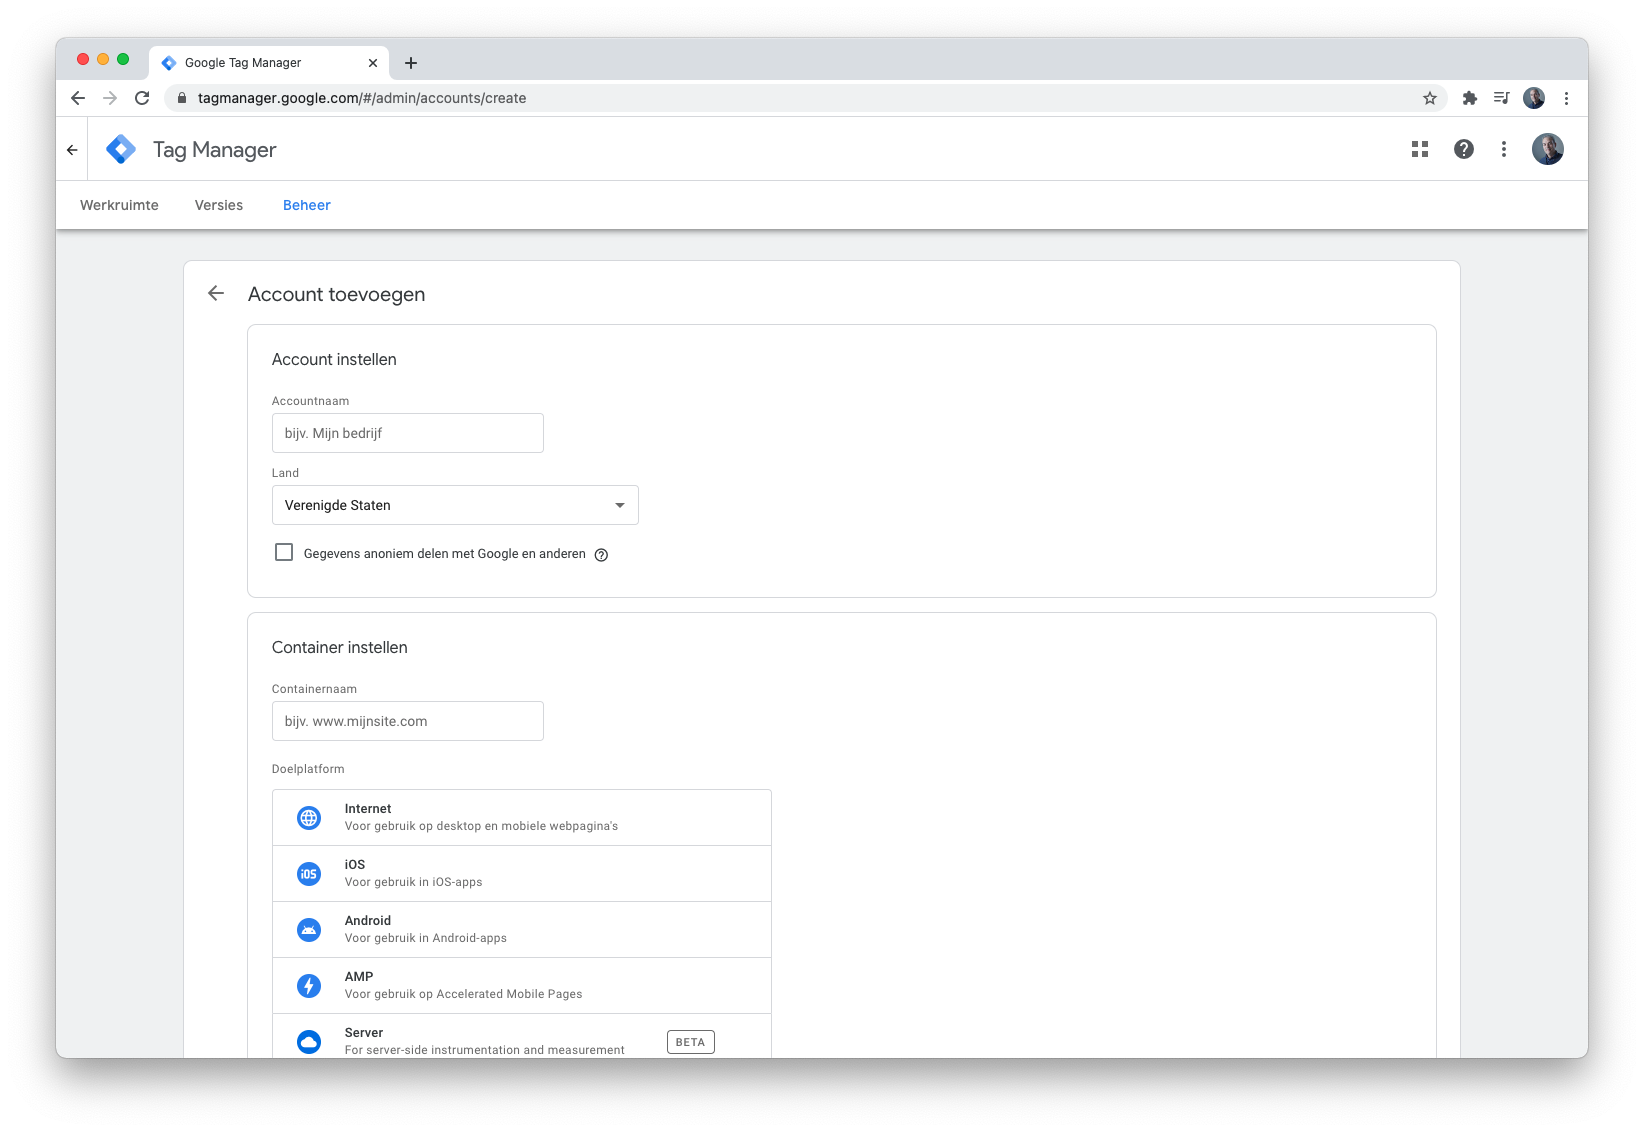 Google Tag Manager
tagmanager.google.com/#/admin/accounts/create
Tag Manager
Werkruimte
Versies
Beheer
Account toevoegen
Account instellen
Accountnaam
bijv. Mijn bedrijf
Land
Verenigde Staten
Gegevens anoniem delen met Google en anderen
Container instellen
Containernaam
bijv. www.mijnsite.com
Doelplatform
Internet
Voor gebruik op desktop en mobiele webpagina's
iOS
iOS
Voor gebruik in iOS-apps
Android
Voor gebruik in Android-apps
AMP
Voor gebruik op Accelerated Mobile Pages
Server
For server-side instrumentation and measurement
BETA